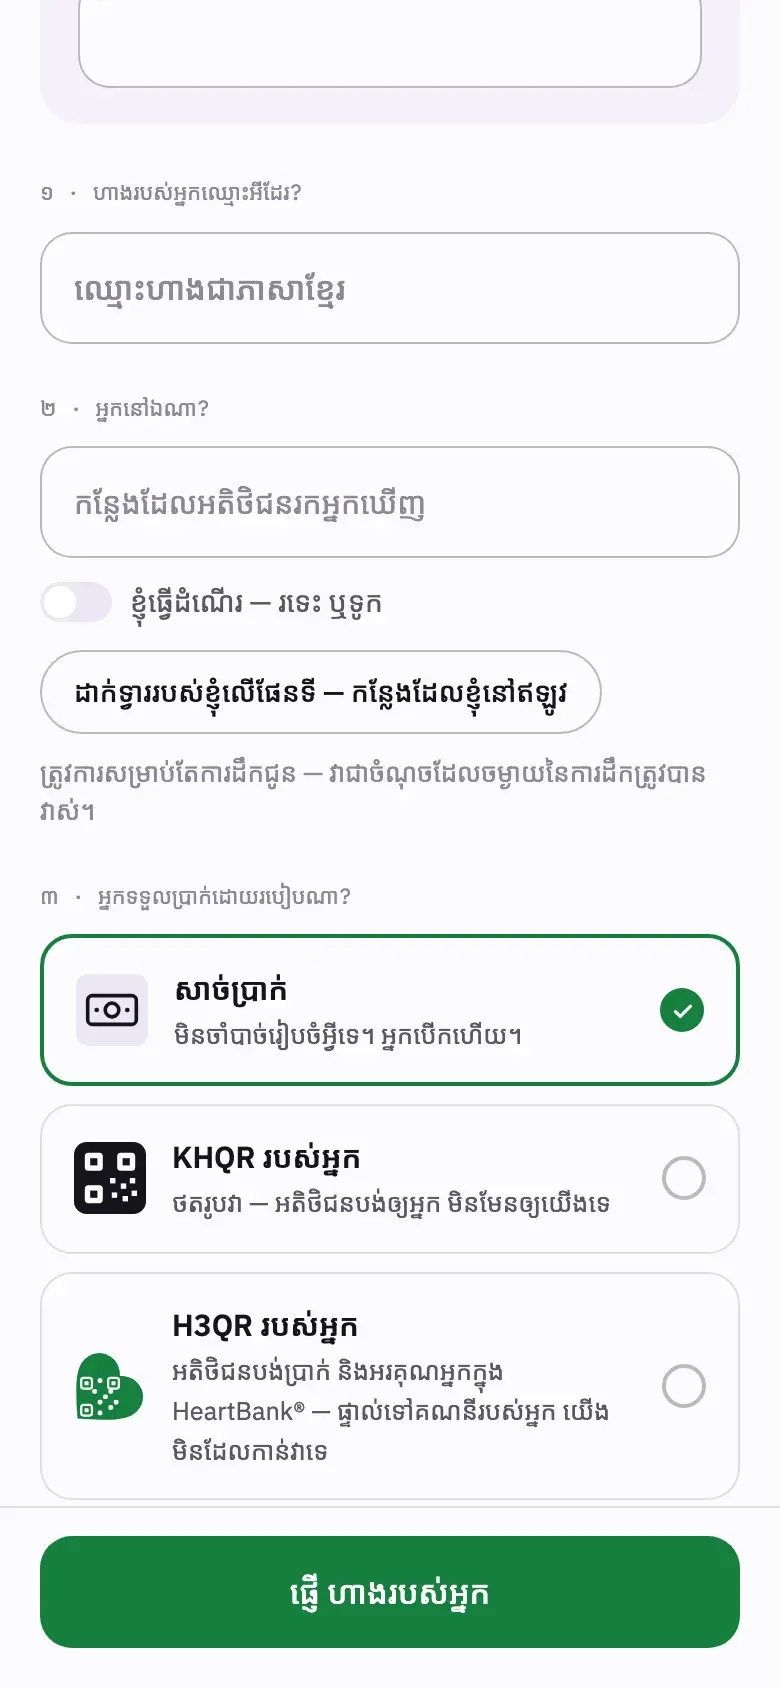 ១ · ហាងរបស់អ្នកឈ្មោះអីដែរ?
ឈ្មោះហាងជាភាសាខ្មែរ
២ · អ្នកនៅឯណា?
កន្លែងដែលអតិថិជនរកអ្នកឃើញ
ខ្ញុំធ្វើដំណើរ — រទេះ ឬទូក
ដាក់ទ្វាររបស់ខ្ញុំលើផែនទី — កន្លែងដែលខ្ញុំនៅឥឡូវ
ត្រូវការសម្រាប់តែការដឹកជូន — វាជាចំណុចដែលចម្ងាយនៃការដឹកត្រូវបាន
វាស់។
៣ · អ្នកទទួលប្រាក់ដោយរបៀបណា?
សាច់ប្រាក់
មិនចាំបាច់រៀបចំអ្វីទេ។ អ្នកបើកហើយ។
KHQR របស់អ្នក
ថតរូបវា — អតិថិជនបង់ឲ្យអ្នក មិនមែនឲ្យយើងទេ
H3QR របស់អ្នក
អតិថិជនបង់ប្រាក់ និងអរគុណអ្នកក្នុង
HeartBank® — ផ្ទាល់ទៅគណនីរបស់អ្នក យើង
មិនដែលកាន់វាទេ
ផ្ញើ ហាងរបស់អ្នក